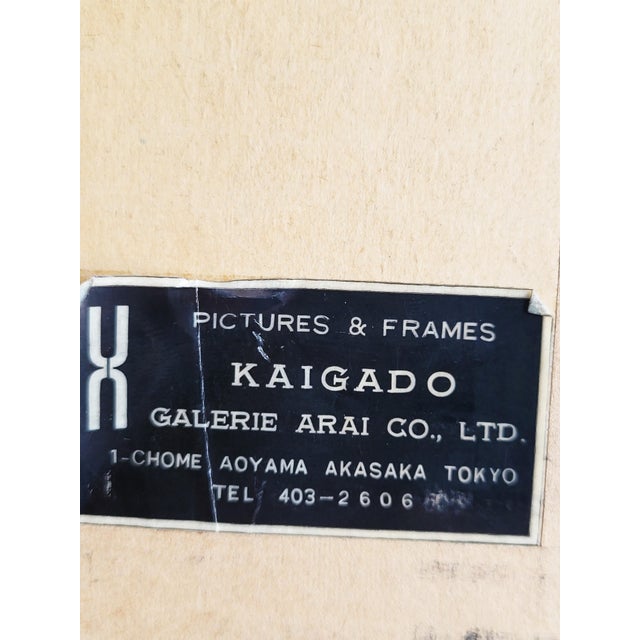 PICTURES & FRAMES
KAIGADO
GALERIE ARAI CO., LTD.
1-CHOME AOYAMA AKASAKA TOKYO
TEL 403-2606